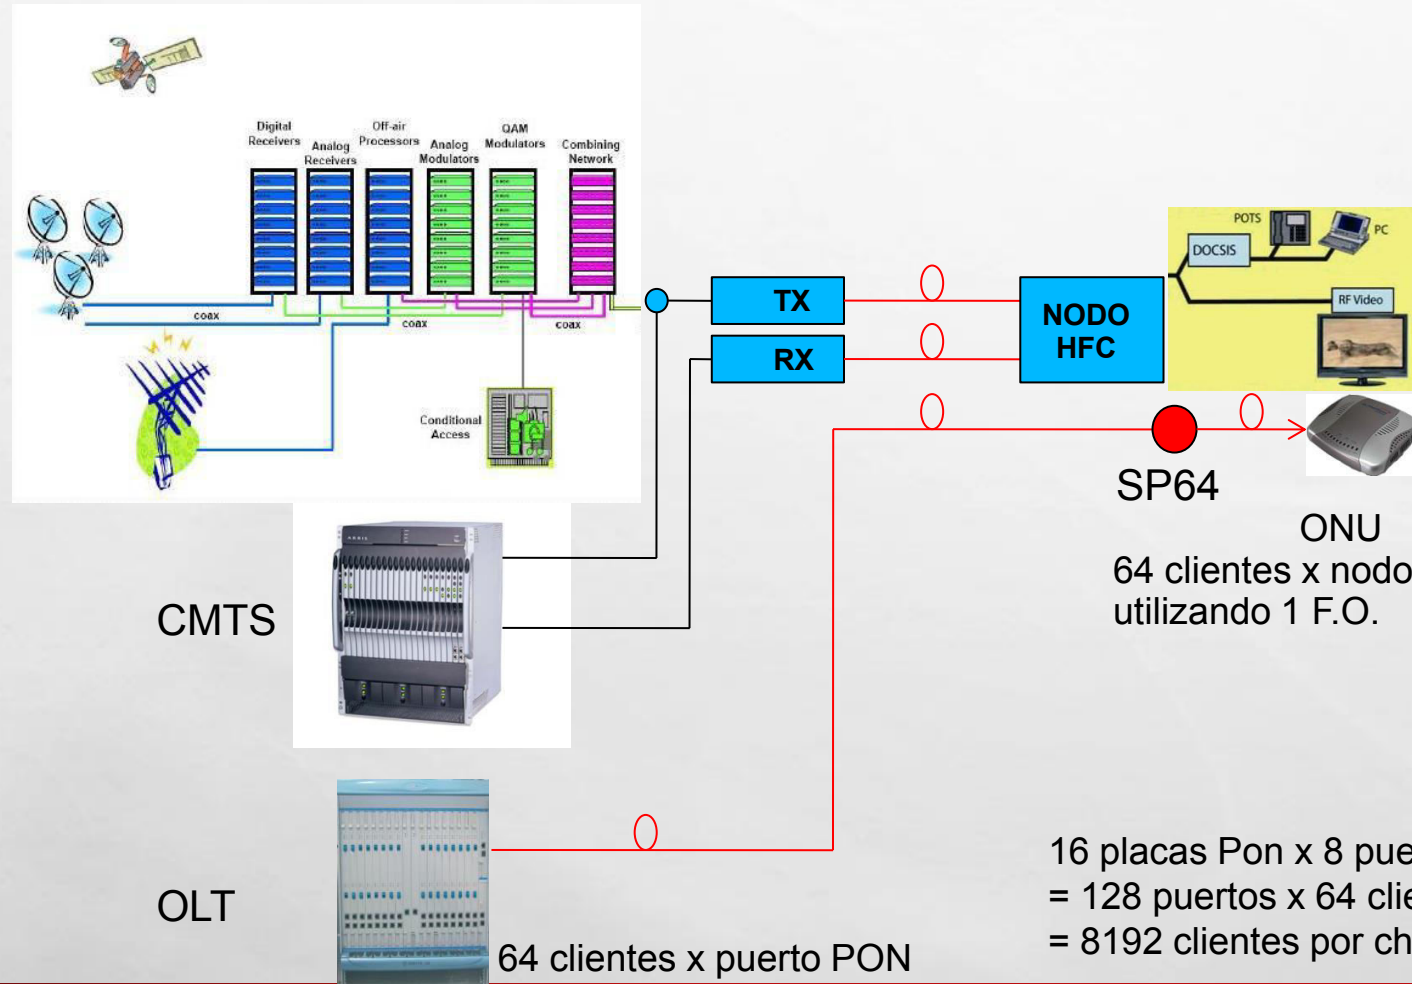 Digital
Receivers
Analog
Receivers
Off-air
Processors
Analog
Modulators
QAM
Modulators
Combining
Network
coax
coax
coax
Conditional
Access
TX
RX
NODO
HFC
POTS
PC
DOCSIS
RF Video
SP64
ONU
64 clientes x nodo
utilizando 1 F.O.
CMTS
ARRIS
OLT
64 clientes x puerto PON
16 placas Pon x 8 pue
= 128 puertos x 64 clie
= 8192 clientes por ch